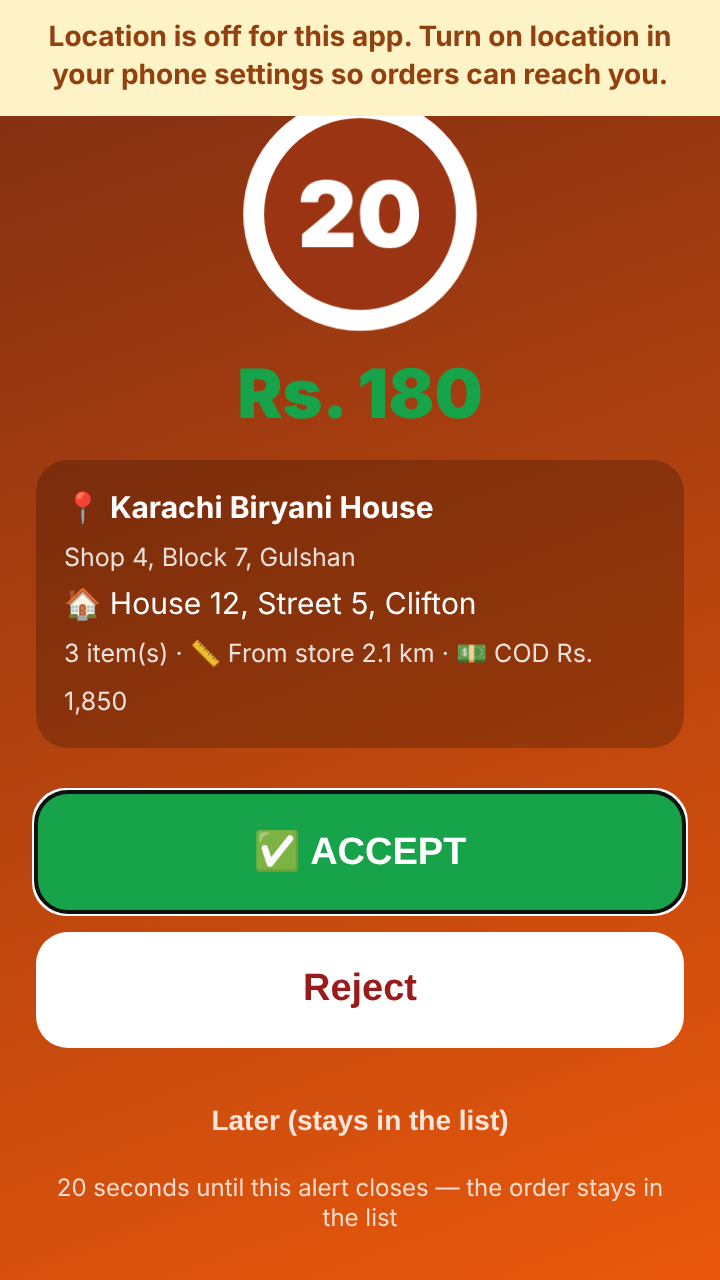 Location is off for this app. Turn on location in
your phone settings so orders can reach you.
20
Rs. 180
📍 Karachi Biryani House
Shop 4, Block 7, Gulshan
🏠 House 12, Street 5, Clifton
3 item(s) · 📏 From store 2.1 km · 💵 COD Rs.
1,850
✅ ACCEPT
Reject
Later (stays in the list)
20 seconds until this alert closes — the order stays in
the list